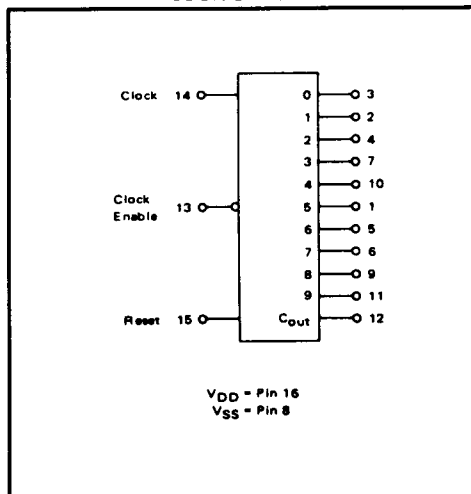 0 3
1 2
Clock 14
2 4
3 7
4 10
Clock Enable 13
5 1
6 5
7 6
8 9
9 11
Reset 15
Cout 12
VDD = Pin 16
VSS = Pin 8